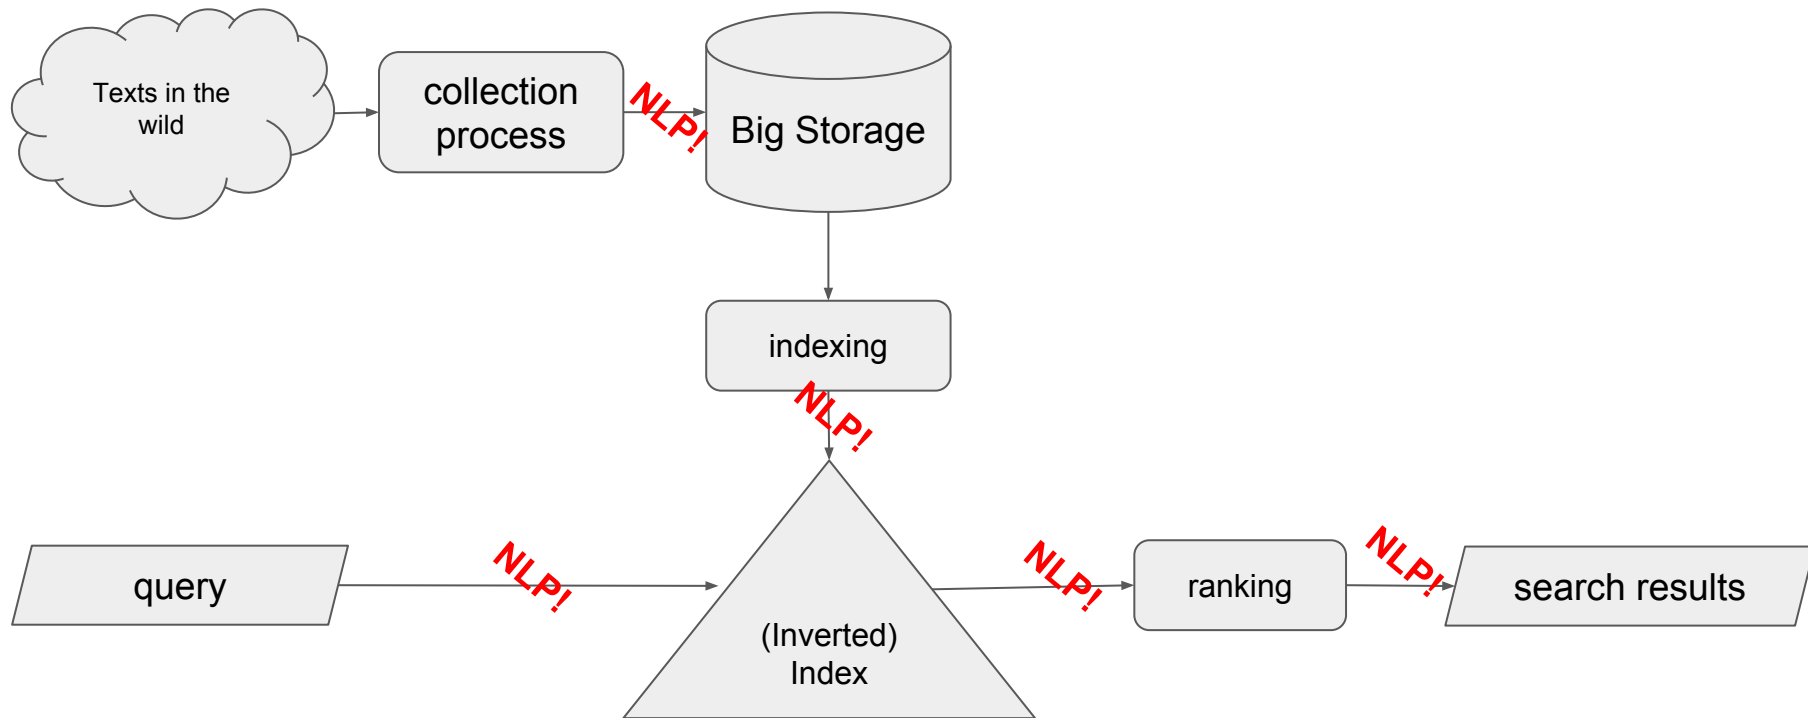 Texts in the
wild
collection
process
NLP!
Big Storage
indexing
NLP!
query
NLP!
(Inverted)
Index
NLP!
ranking
NLP!
search results